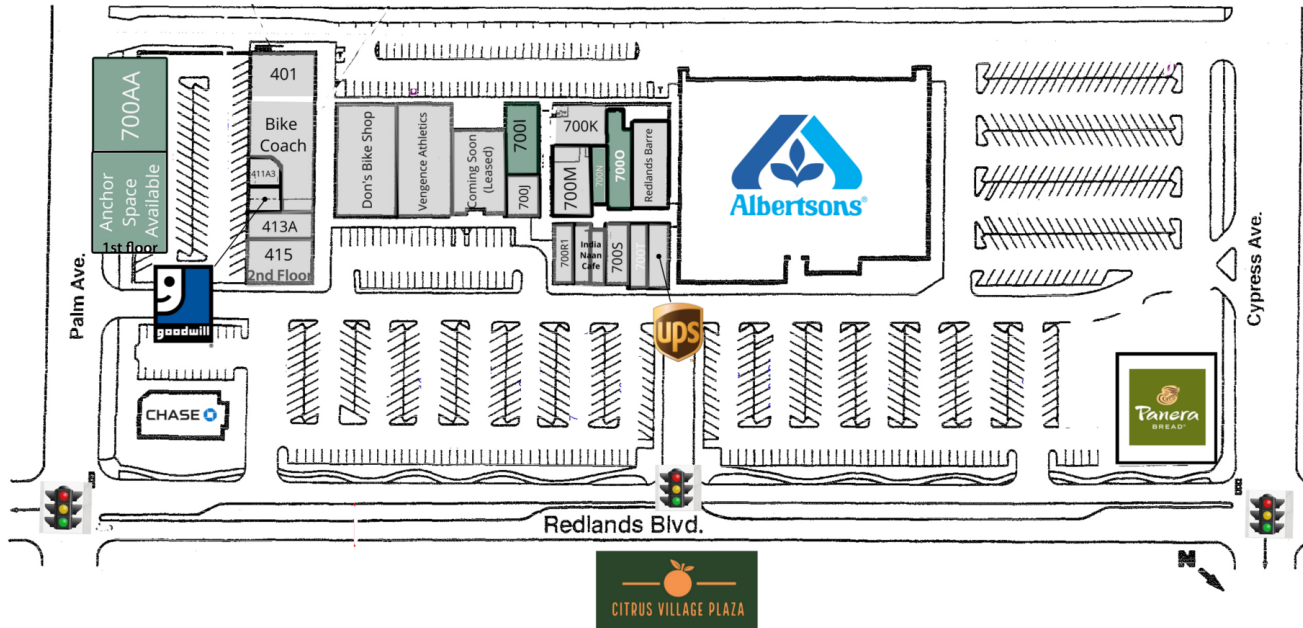 401
700AA
Bike
Coach
411A3
413A
415
2nd Floor
Anchor
Space
Available
1st floor
goodwill
CHASE
Don's Bike Shop
Vengence Athletics
Coming Soon
(Leased)
700I
700J
700K
700M
700N
700O
Redlands Barre
700R1
India
Naan
Cafe
700S
700T
ups
Albertsons®
Panera
BREAD®
Palm Ave.
Cypress Ave.
Redlands Blvd.
N
CITRUS VILLAGE PLAZA